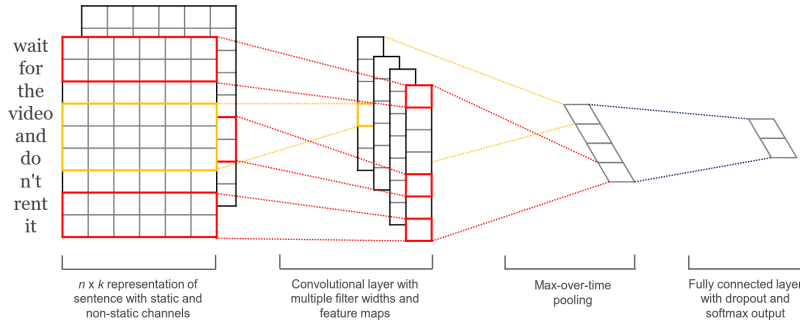 wait
for
the
video
and
do
n't
rent
it
n x k representation of
sentence with static and
non-static channels
Convolutional layer with
multiple filter widths and
feature maps
Max-over-time
pooling
Fully connected layer
with dropout and
softmax output